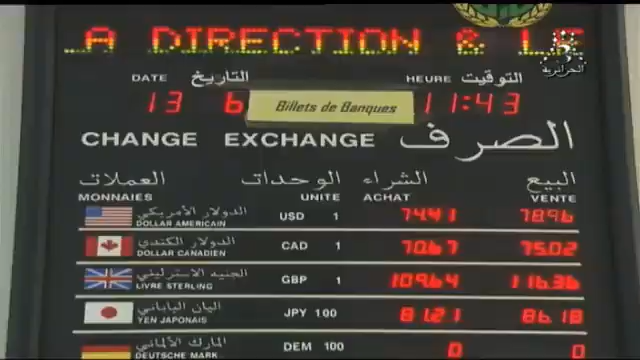 A DIRECTION & LE
الجزائرية
DATE التاريخ HEURE التوقيت
13 6 Billets de Banques 11:43
CHANGE EXCHANGE الصرف
العملات الوحدات الشراء البيع
MONNAIES UNITE ACHAT VENTE
الدولار الأمريكي
DOLLAR AMERICAIN USD 1 74.41 78.96
الدولار الكندي
DOLLAR CANADIEN CAD 1 70.67 75.02
الجنيه الاسترليني
LIVRE STERLING GBP 1 109.64 116.36
اليان الياباني
YEN JAPONAIS JPY 100 81.21 86.18
المارك الألماني
DEUTSCHE MARK DEM 100 0 0